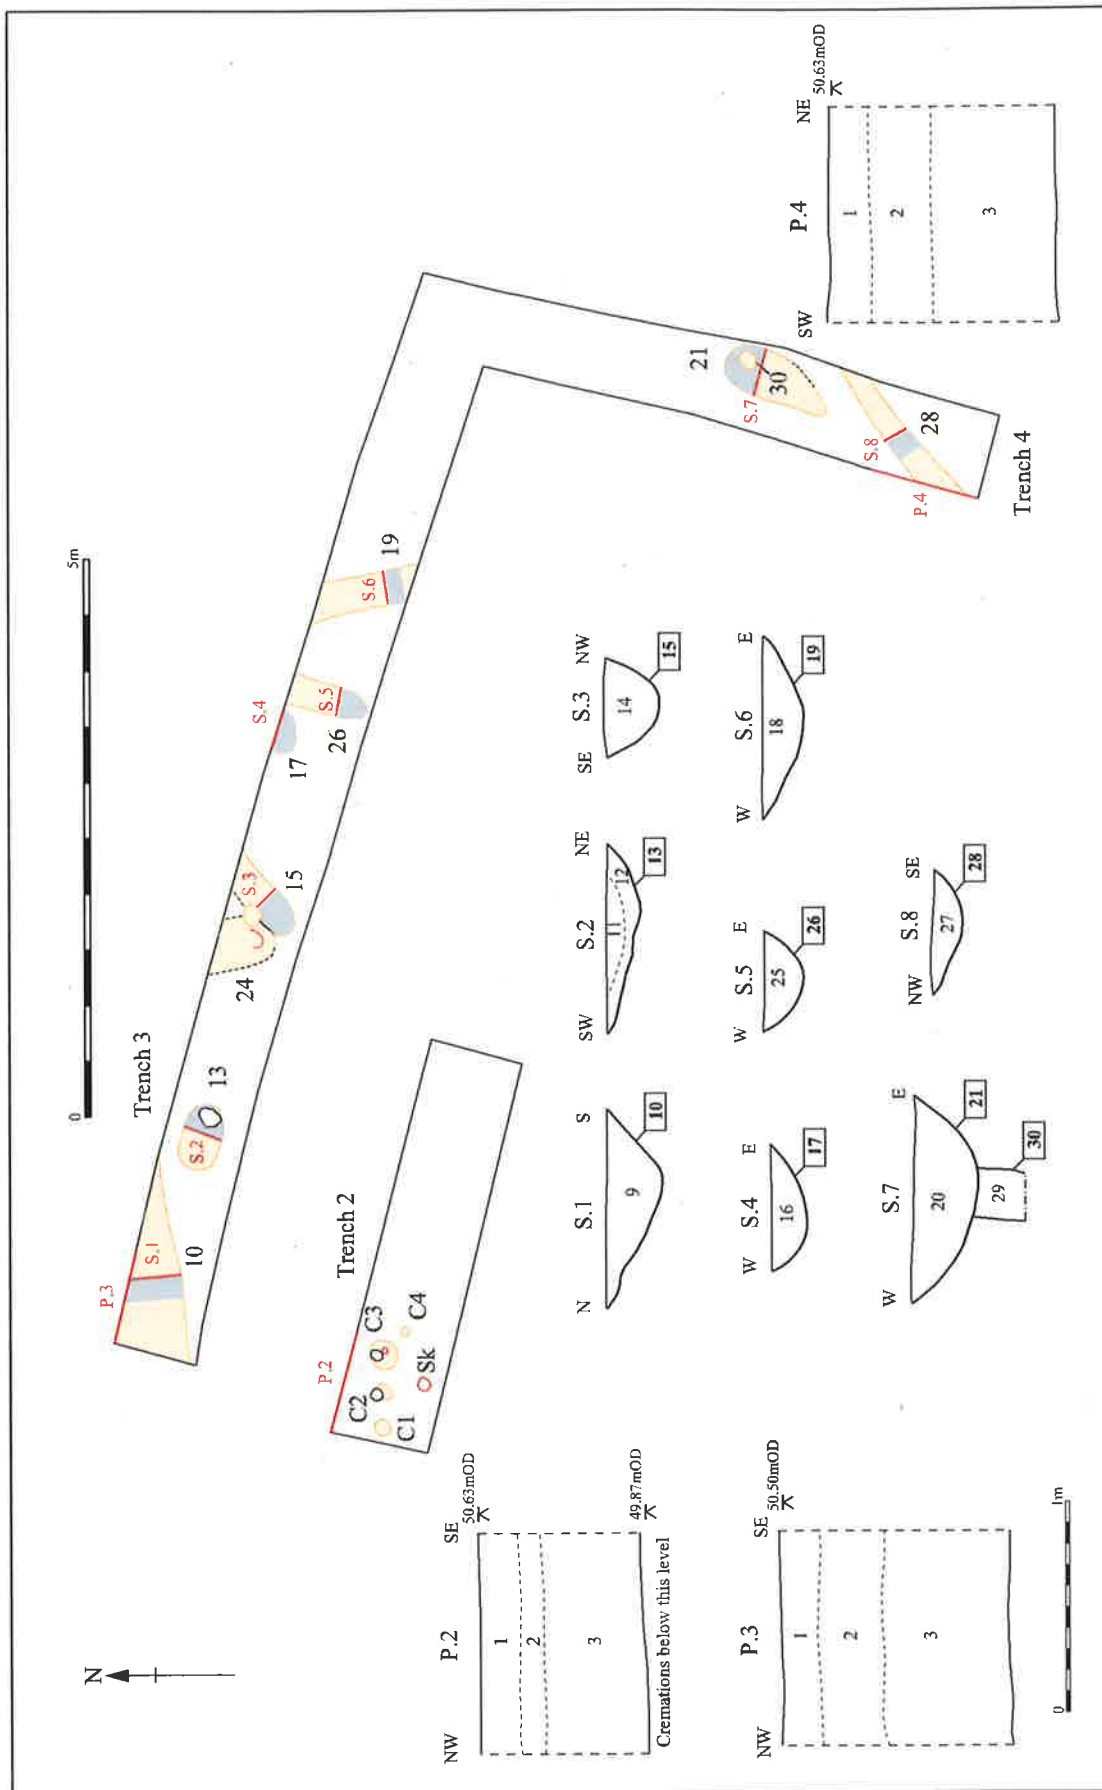 N
0
5m
P.3
S.1
10
Trench 3
S.2
13
24
S.3
15
17
S.4
26
S.5
S.6
19
Trench 2
P.2
C2
C3
C1
C4
Sk
21
S.7
30
S.8
28
P.4
Trench 4
NW
P.2
SE
50.63mOD
1
2
3
49.87mOD
Cremations below this level
NW
P.3
SE
50.50mOD
1
2
3
0
1m
N
S.1
S
9
10
SW
S.2
NE
11
12
13
SE
S.3
NW
14
15
W
S.4
E
16
17
W
S.5
E
25
26
W
S.6
E
18
19
W
S.7
E
20
21
29
30
NW
S.8
SE
27
28
SW
P.4
NE
50.63mOD
1
2
3